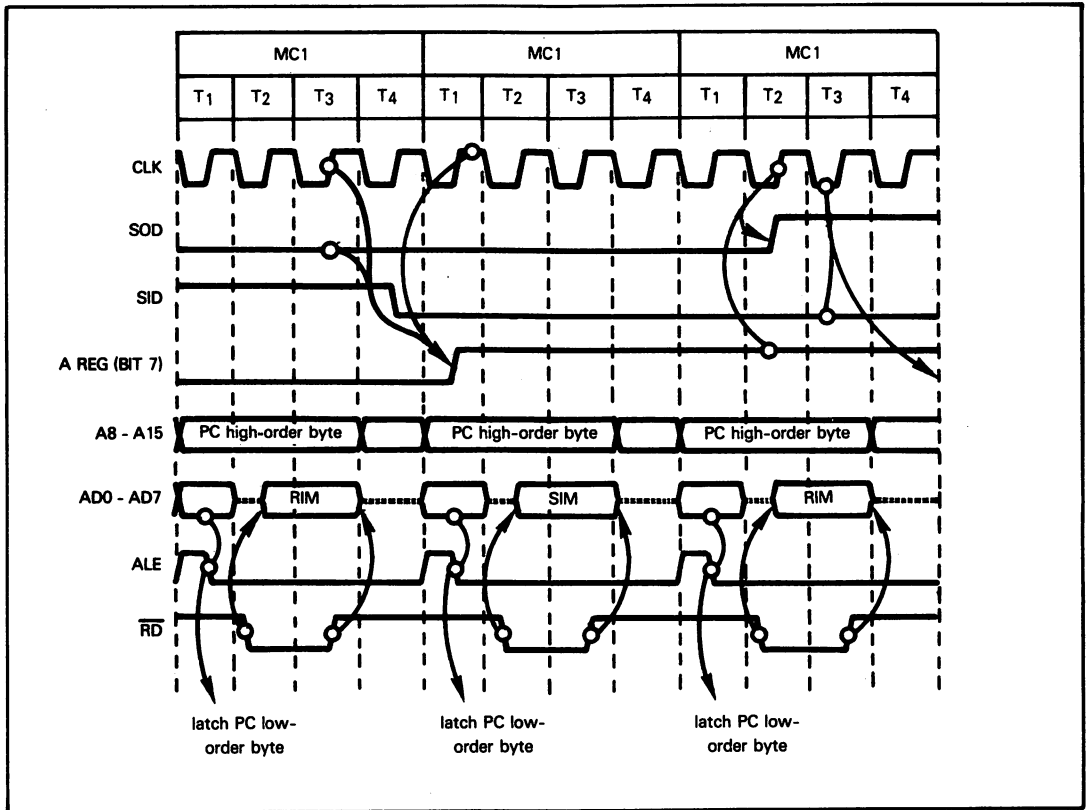 MC1 MC1 MC1
T1 T2 T3 T4 T1 T2 T3 T4 T1 T2 T3 T4
CLK
SOD
SID
A REG (BIT 7)
A8 - A15 PC high-order byte PC high-order byte PC high-order byte
AD0 - AD7 RIM SIM RIM
ALE
RD
latch PC low-
order byte
latch PC low-
order byte
latch PC low-
order byte